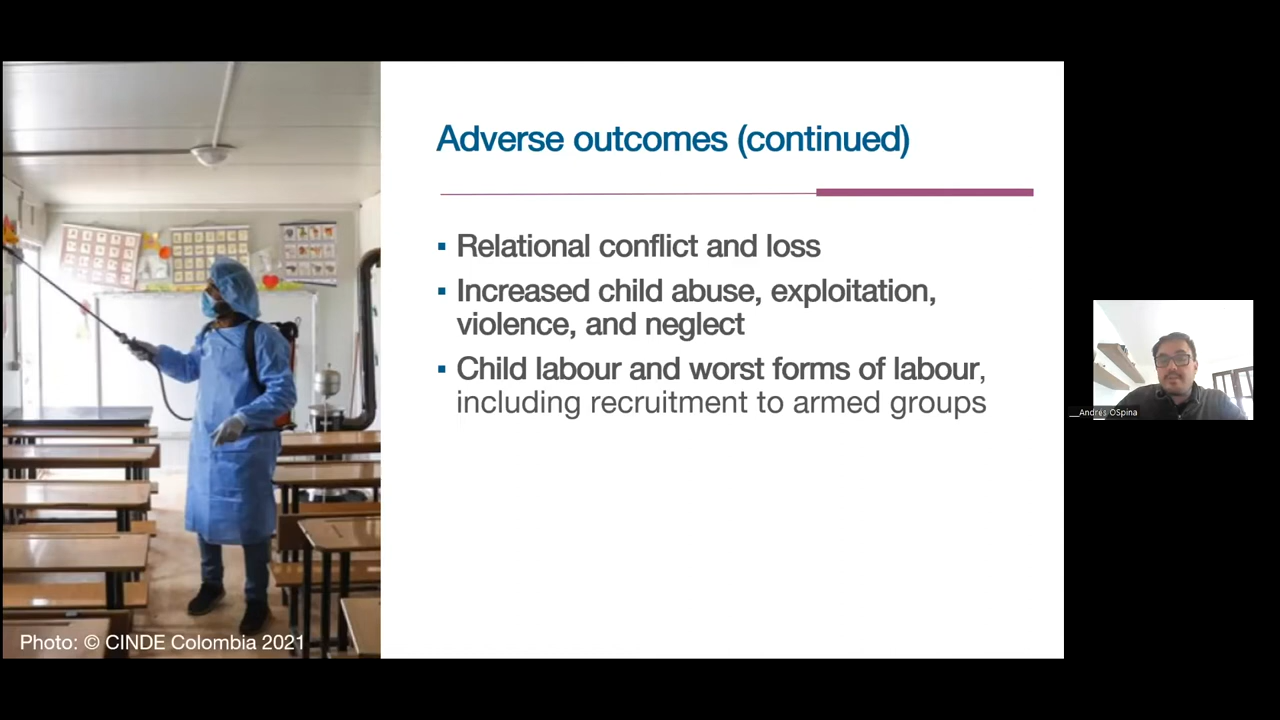 Adverse outcomes (continued)
▪ Relational conflict and loss
▪ Increased child abuse, exploitation,
violence, and neglect
▪ Child labour and worst forms of labour,
including recruitment to armed groups
Photo: © CINDE Colombia 2021
__Andrés OSpina